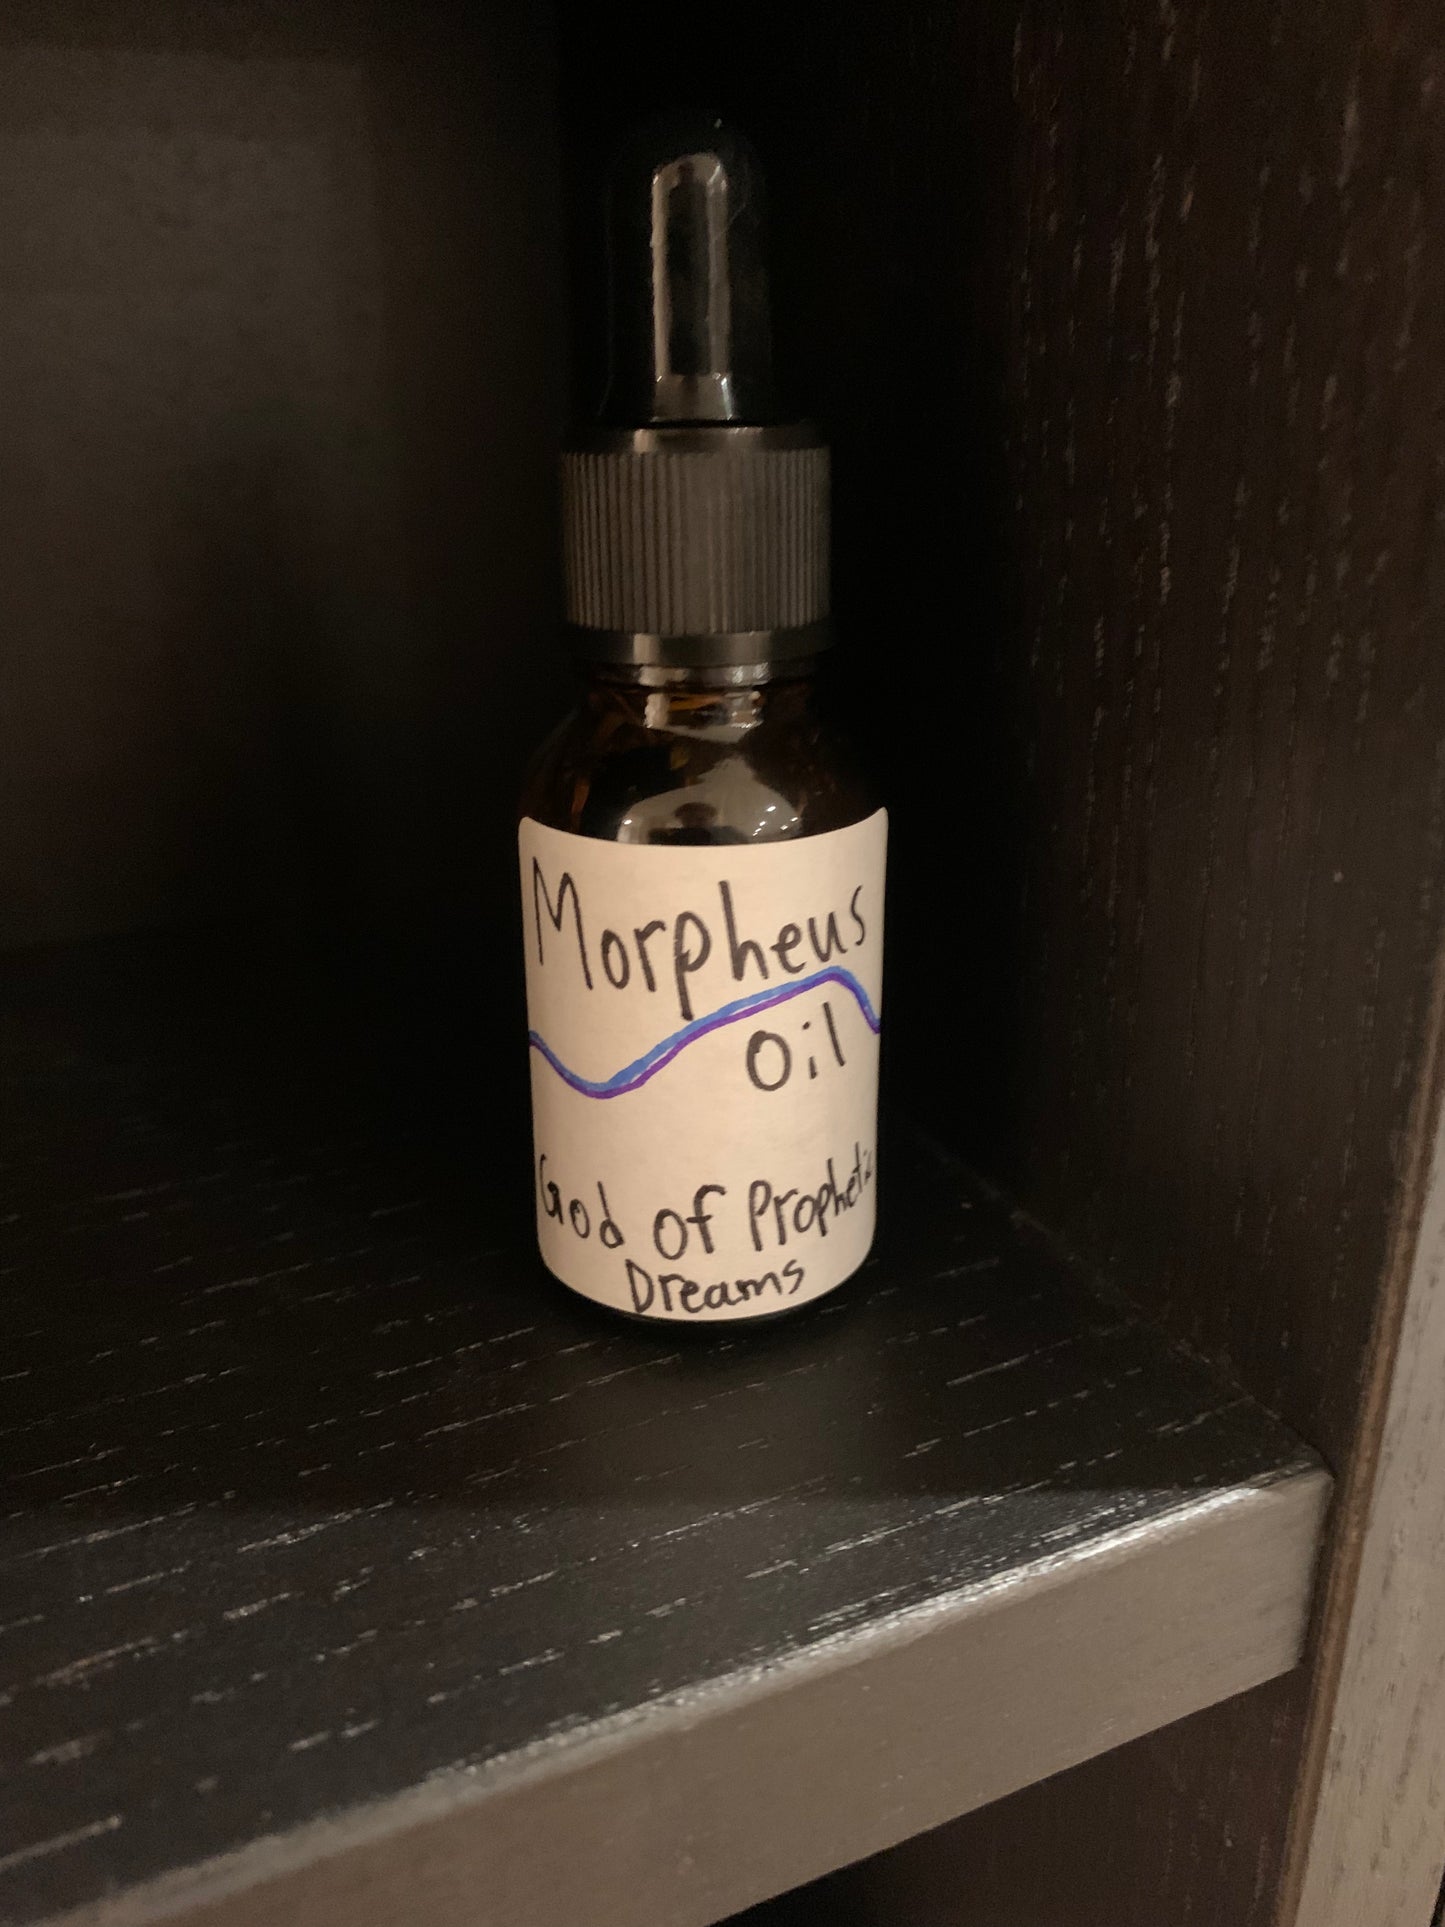 Morpheus
Oil
God of Prophetic
Dreams